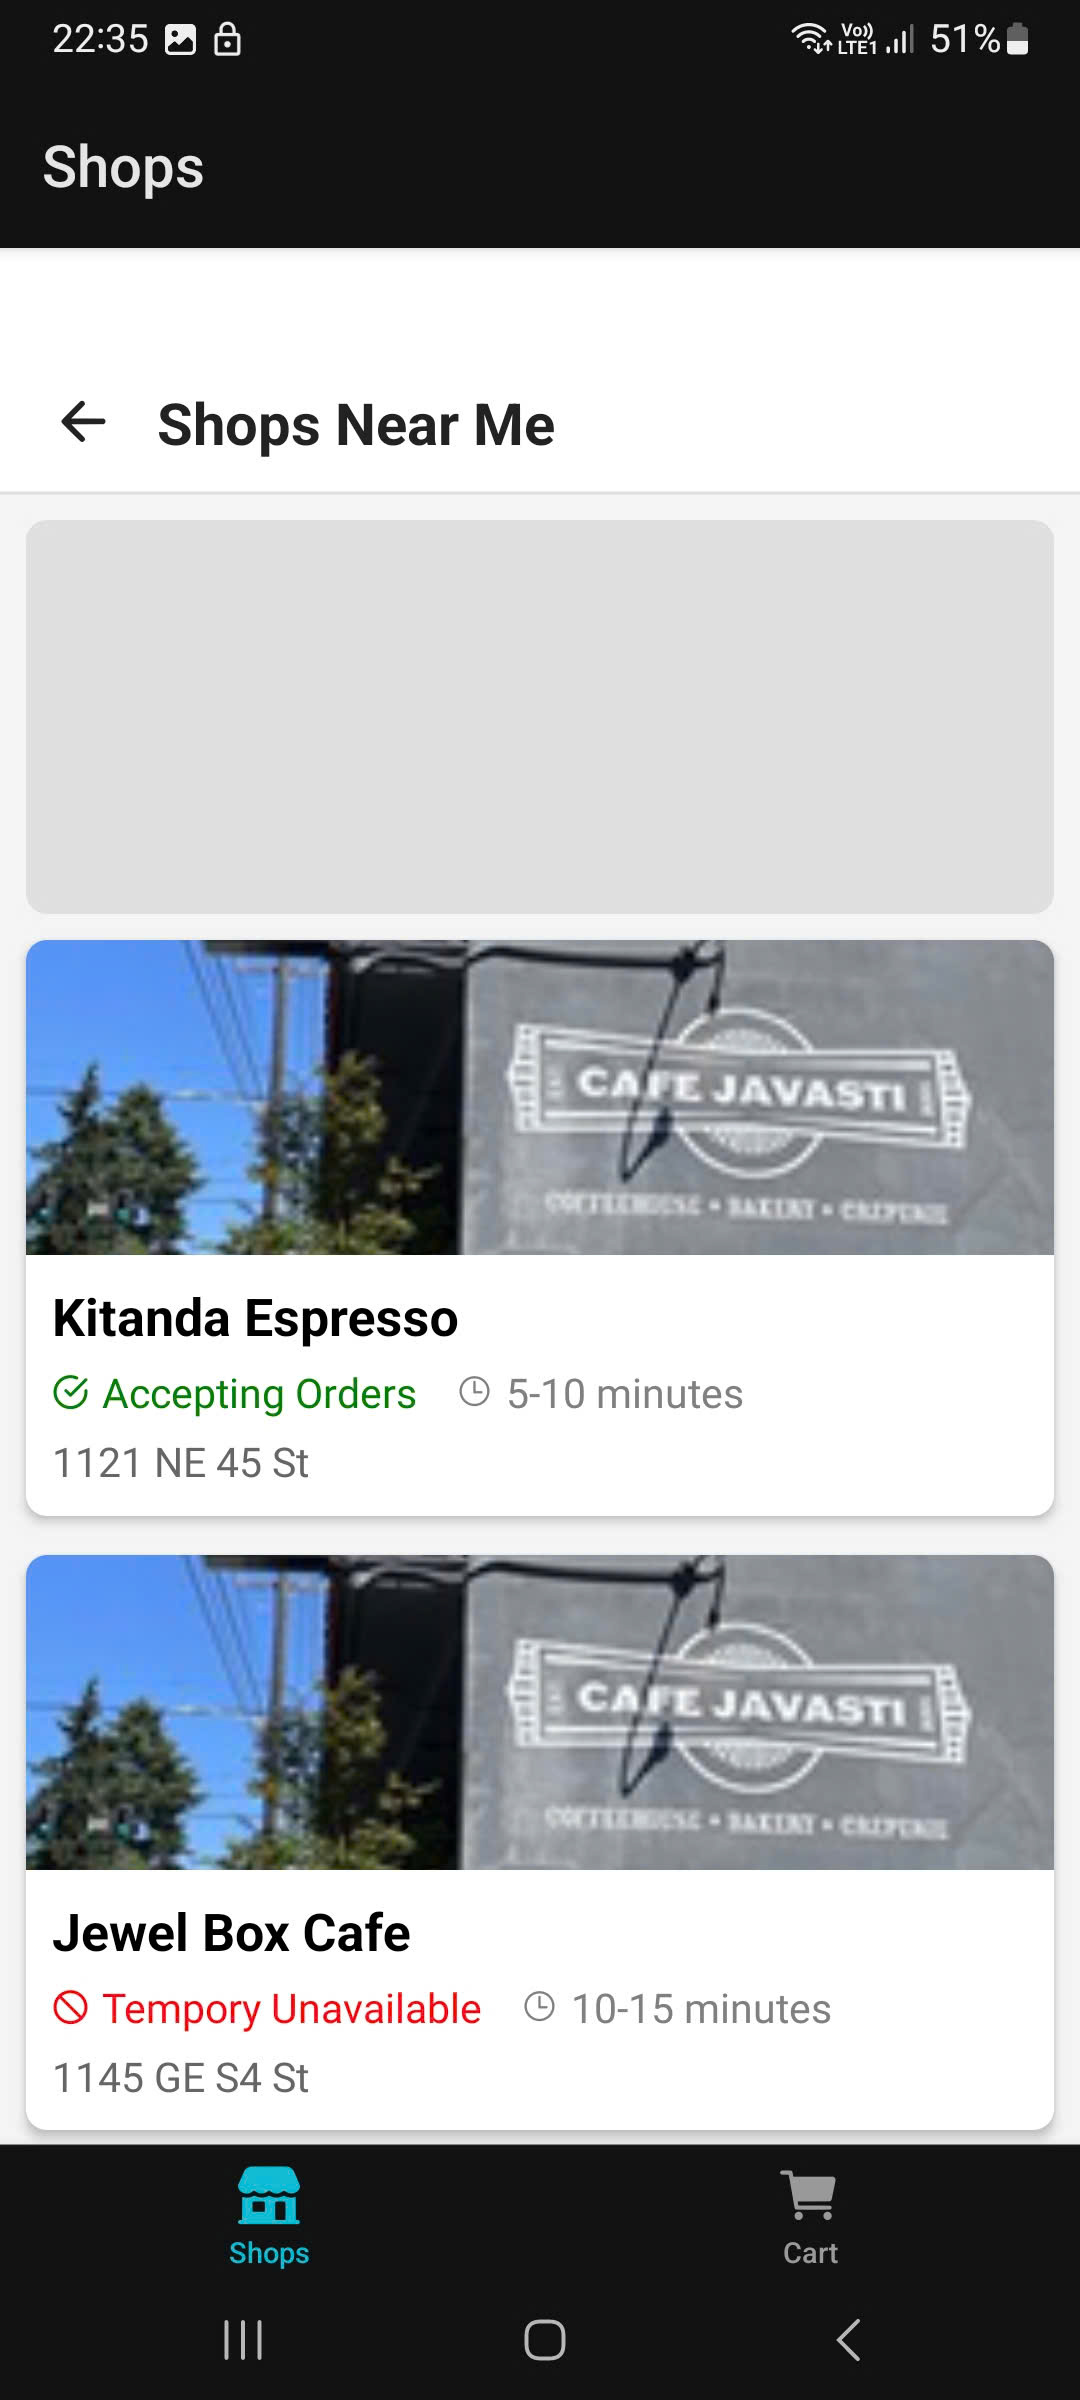 22:35 Vo)) LTE1 51%
Shops
Shops Near Me
CAFE JAVASTI
COFFEEHOUSE • BAKERY • CREPERIE
Kitanda Espresso
Accepting Orders 5-10 minutes
1121 NE 45 St
CAFE JAVASTI
COFFEEHOUSE • BAKERY • CREPERIE
Jewel Box Cafe
Tempory Unavailable 10-15 minutes
1145 GE S4 St
Shops Cart